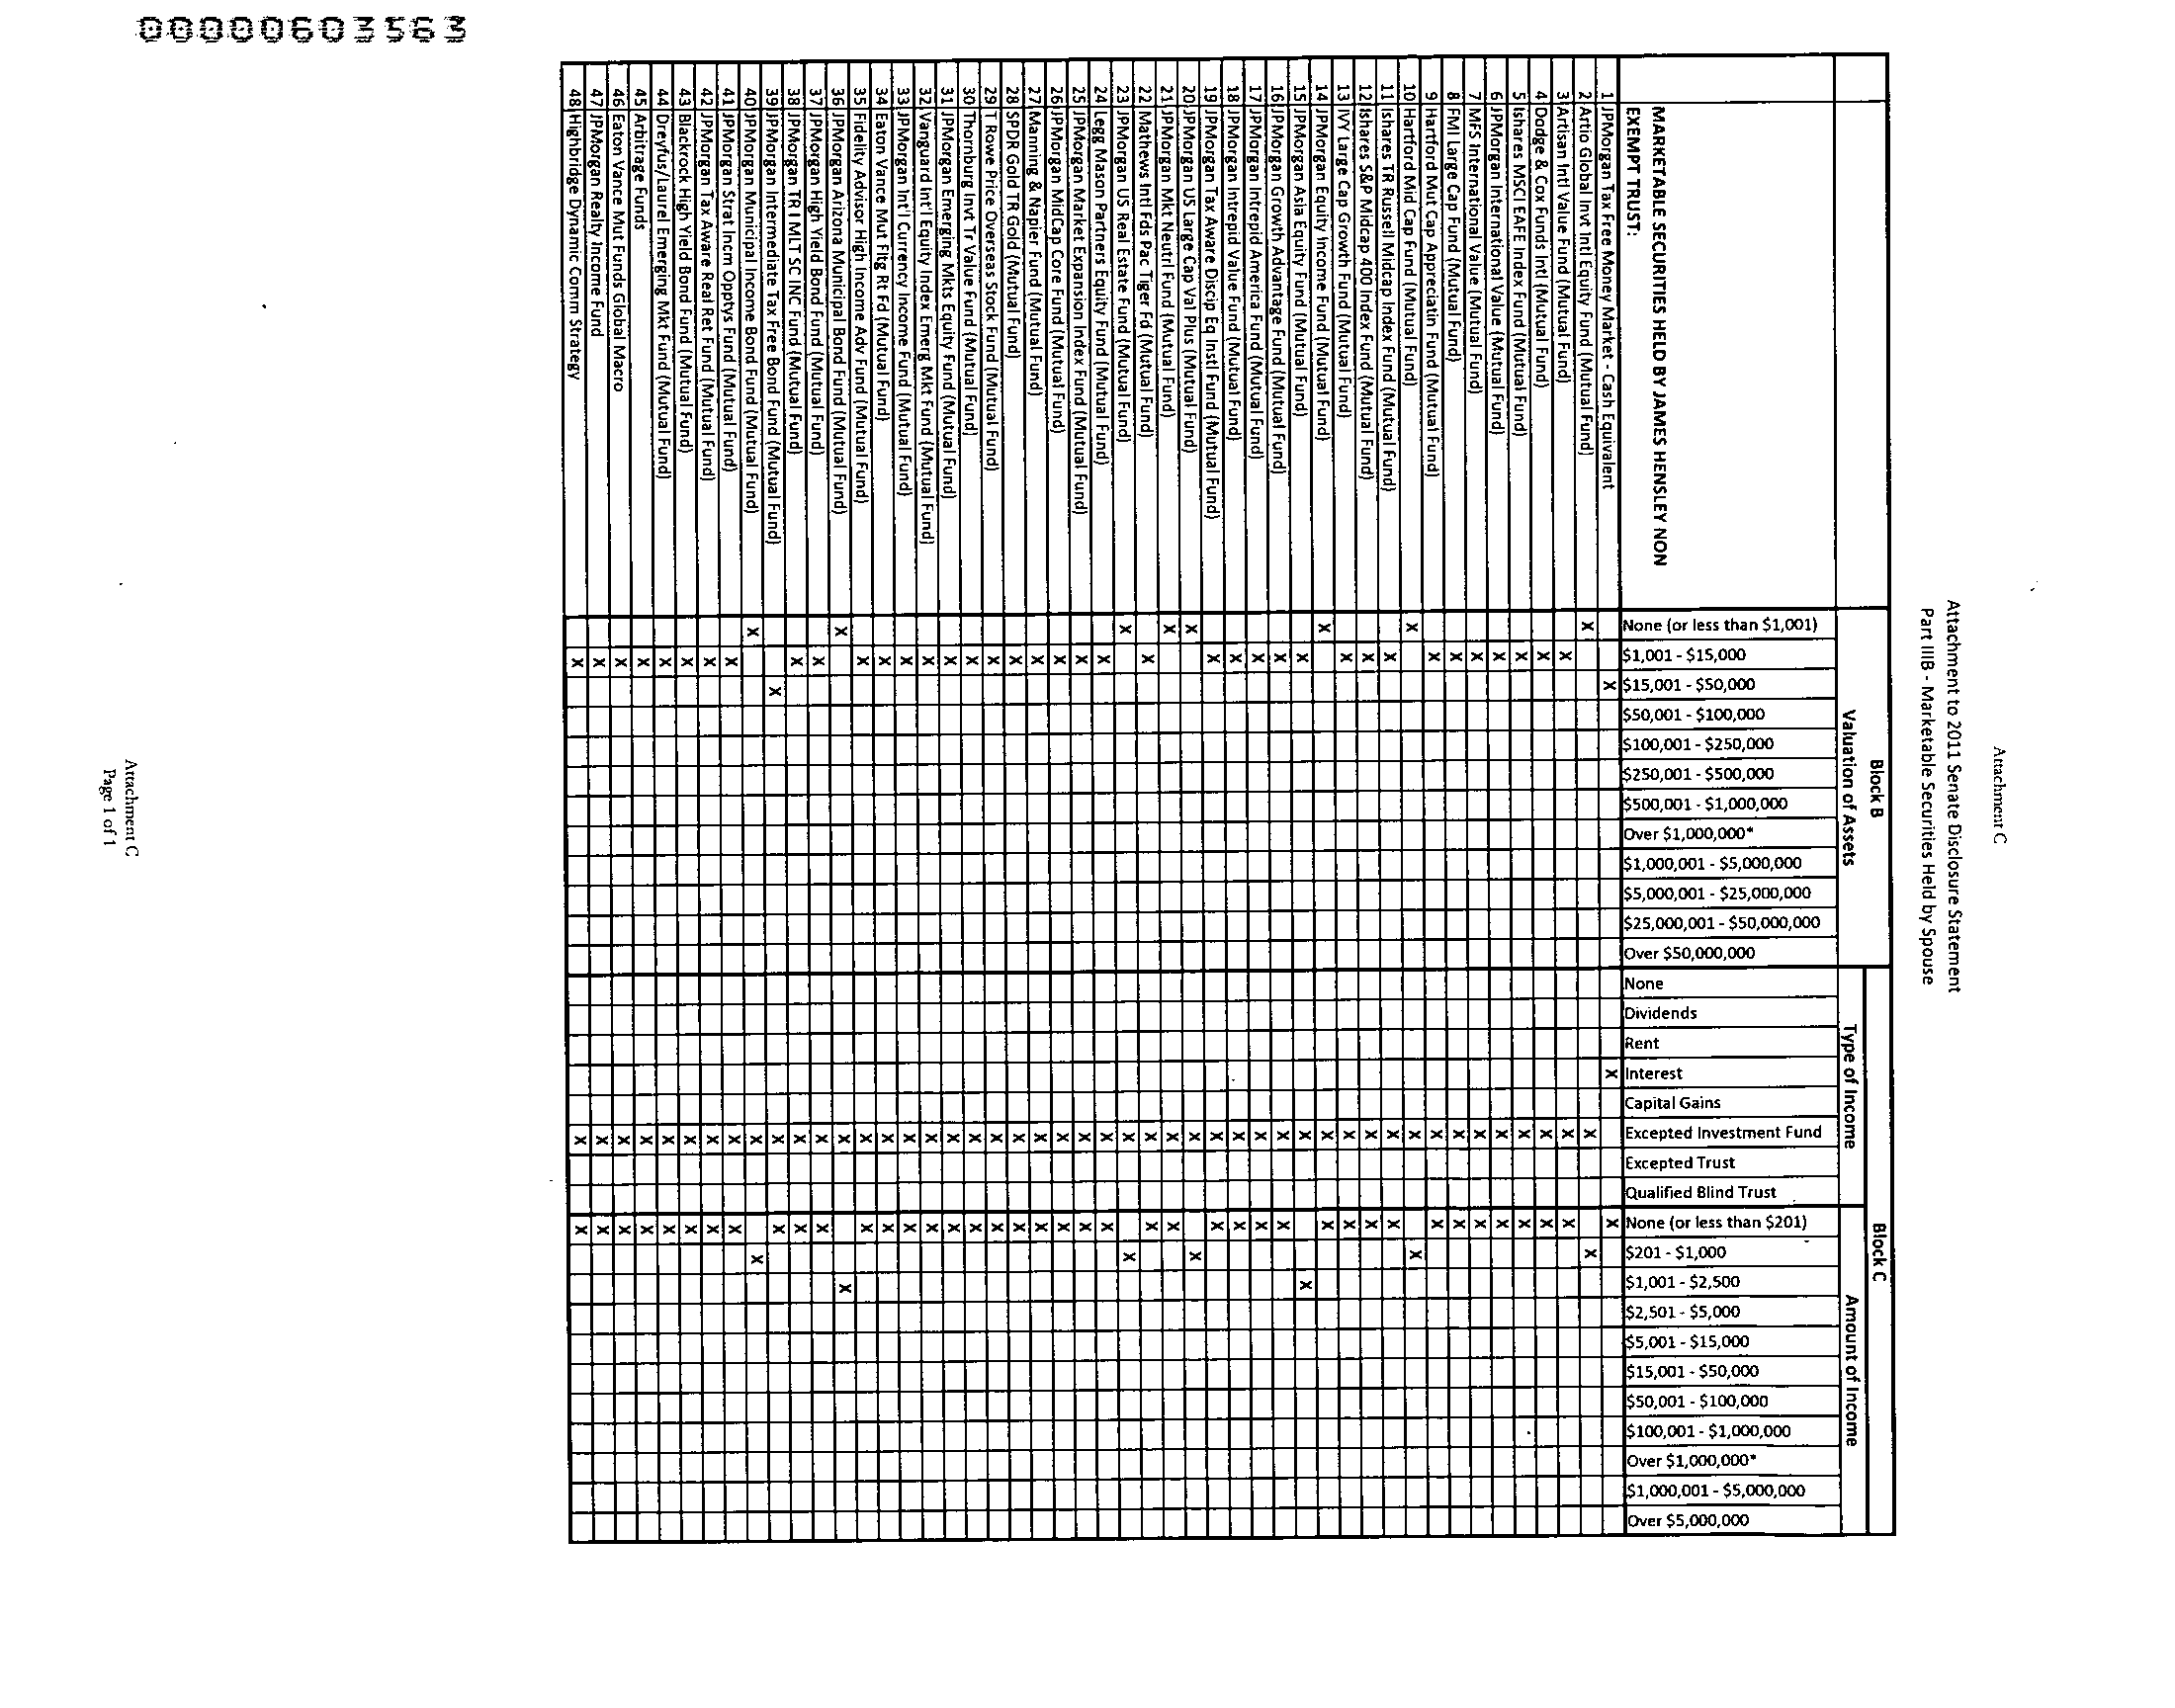 Attachment C
Attachment to 2011 Senate Disclosure Statement
Part IIIB - Marketable Securities Held by Spouse
Block B Block C
Valuation of Assets Type of Income Amount of Income
MARKETABLE SECURITIES HELD BY JAMES HENSLEY NON
EXEMPT TRUST:
None (or less than $1,001)
$1,001 - $15,000
$15,001 - $50,000
$50,001 - $100,000
$100,001 - $250,000
$250,001 - $500,000
$500,001 - $1,000,000
Over $1,000,000*
$1,000,001 - $5,000,000
$5,000,001 - $25,000,000
$25,000,001 - $50,000,000
Over $50,000,000
None
Dividends
Rent
Interest
Capital Gains
Excepted Investment Fund
Excepted Trust
Qualified Blind Trust
None (or less than $201)
$201 - $1,000
$1,001 - $2,500
$2,501 - $5,000
$5,001 - $15,000
$15,001 - $50,000
$50,001 - $100,000
$100,001 - $1,000,000
Over $1,000,000*
$1,000,001 - $5,000,000
Over $5,000,000
1 JPMorgan Tax Free Money Market - Cash Equivalent X X X
2 Artio Global Invt Intl Equity Fund (Mutual Fund) X X X
3 Artisan Intl Value Fund (Mutual Fund) X X X
4 Dodge & Cox Funds Intl (Mutual Fund) X X X
5 Ishares MSCI EAFE Index Fund (Mutual Fund) X X X
6 JPMorgan International Value (Mutual Fund) X X X
7 MFS International Value (Mutual Fund) X X X
8 FMI Large Cap Fund (Mutual Fund) X X X
9 Hartford Mut Cap Appreciatin Fund (Mutual Fund) X X X
10 Hartford Mid Cap Fund (Mutual Fund) X X X
11 Ishares TR Russell Midcap Index Fund (Mutual Fund) X X X
12 Ishares S&P Midcap 400 Index Fund (Mutual Fund) X X X
13 IVY Large Cap Growth Fund (Mutual Fund) X X X
14 JPMorgan Equity Income Fund (Mutual Fund) X X X
15 JPMorgan Asia Equity Fund (Mutual Fund) X X X
16 JPMorgan Growth Advantage Fund (Mutual Fund) X X X
17 JPMorgan Intrepid America Fund (Mutual Fund) X X X
18 JPMorgan Intrepid Value Fund (Mutual Fund) X X X
19 JPMorgan Tax Aware Discip Eq Instl Fund (Mutual Fund) X X X
20 JPMorgan US Large Cap Val Plus (Mutual Fund) X X X
21 JPMorgan Mkt Neutrl Fund (Mutual Fund) X X X
22 Mathews Intl Fds Pac Tiger Fd (Mutual Fund) X X X
23 JPMorgan US Real Estate Fund (Mutual Fund) X X X
24 Legg Mason Partners Equity Fund (Mutual Fund) X X X
25 JPMorgan Market Expansion Index Fund (Mutual Fund) X X X
26 JPMorgan MidCap Core Fund (Mutual Fund) X X X
27 Manning & Napier Fund (Mutual Fund) X X X
28 SPDR Gold TR Gold (Mutual Fund) X X X
29 T Rowe Price Overseas Stock Fund (Mutual Fund) X X X
30 Thornburg Invt Tr Value Fund (Mutual Fund) X X X
31 JPMorgan Emerging Mkts Equity Fund (Mutual Fund) X X X
32 Vanguard Int'l Equity Index Emerg Mkt Fund (Mutual Fund) X X X
33 JPMorgan Int'l Currency Income Fund (Mutual Fund) X X X
34 Eaton Vance Mut Fltg Rt Fd (Mutual Fund) X X X
35 Fidelity Advisor High Income Adv Fund (Mutual Fund) X X X
36 JPMorgan Arizona Municipal Bond Fund (Mutual Fund) X X X
37 JPMorgan High Yield Bond Fund (Mutual Fund) X X X
38 JPMorgan TR I MLT SC INC Fund (Mutual Fund) X X X
39 JPMorgan Intermediate Tax Free Bond Fund (Mutual Fund) X X X
40 JPMorgan Municipal Income Bond Fund (Mutual Fund) X X X
41 JPMorgan Strat Incm Opptys Fund (Mutual Fund) X X X
42 JPMorgan Tax Aware Real Ret Fund (Mutual Fund) X X X
43 Blackrock High Yield Bond Fund (Mutual Fund) X X X
44 Dreyfus/Laurel Emerging Mkt Fund (Mutual Fund) X X X
45 Arbitrage Funds X X X
46 Eaton Vance Mut Funds Global Macro X X X
47 JPMorgan Realty Income Fund X X X
48 Highbridge Dynamic Comm Strategy X X X
Attachment C
Page 1 of 1
00000603563